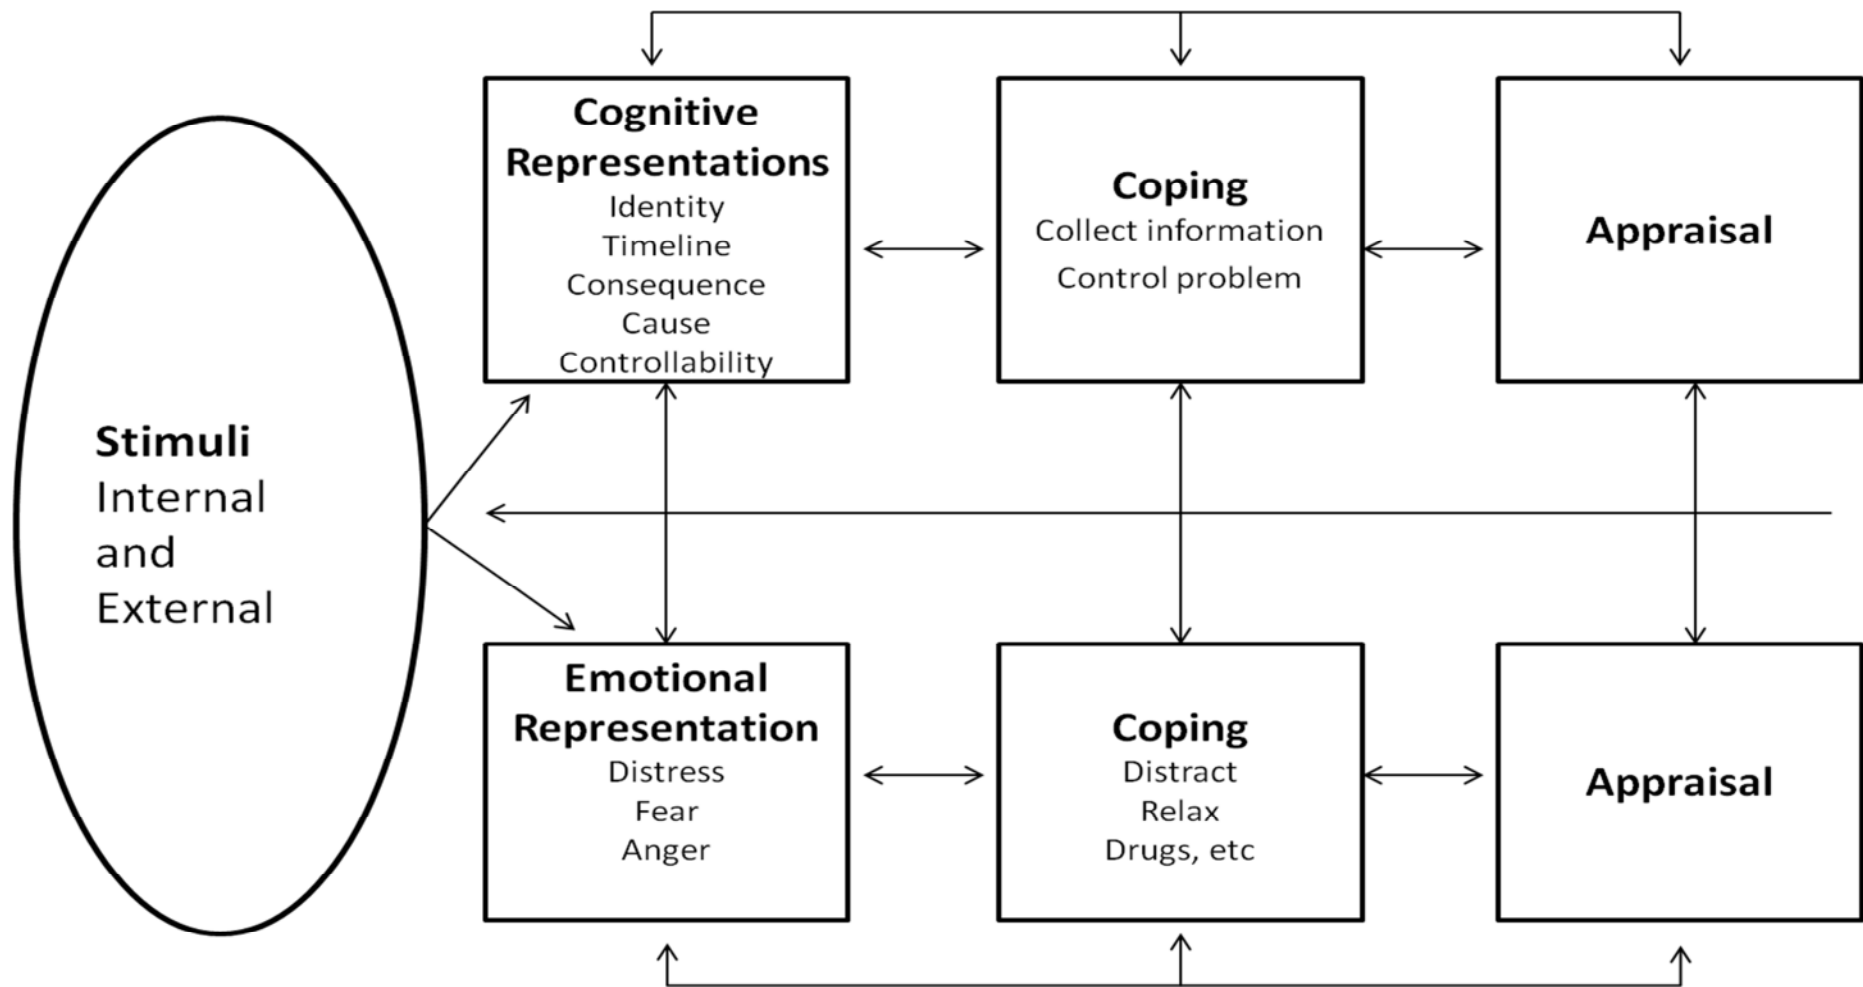 Stimuli
Internal
and
External
Cognitive
Representations
Identity
Timeline
Consequence
Cause
Controllability
Coping
Collect information
Control problem
Appraisal
Emotional
Representation
Distress
Fear
Anger
Coping
Distract
Relax
Drugs, etc
Appraisal